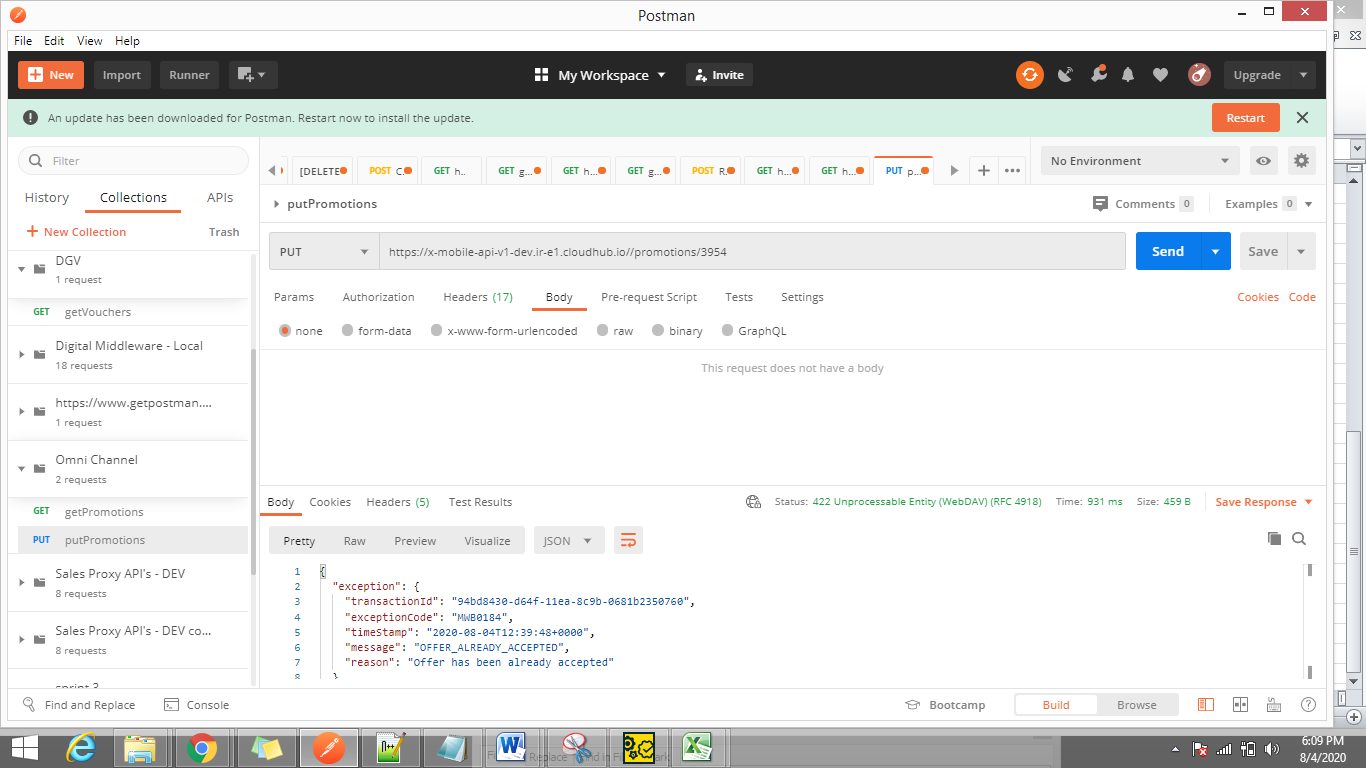 Postman
File Edit View Help
New Import Runner My Workspace Invite Upgrade
An update has been downloaded for Postman. Restart now to install the update. Restart
Filter
[DELETE POST C. GET h.. GET g... GET h... GET g... POST R. GET h... GET h... PUT p... No Environment
History Collections APIs
putPromotions Comments 0 Examples 0
New Collection Trash
PUT https://x-mobile-api-v1-dev.ir-e1.cloudhub.io//promotions/3954 Send Save
DGV
1 request
Params Authorization Headers (17) Body Pre-request Script Tests Settings Cookies Code
GET getVouchers
none form-data x-www-form-urlencoded raw binary GraphQL
Digital Middleware - Local
18 requests
This request does not have a body
https://www.getpostman....
1 request
Omni Channel
2 requests
Body Cookies Headers (5) Test Results Status: 422 Unprocessable Entity (WebDAV) (RFC 4918) Time: 931 ms Size: 459 B Save Response
GET getPromotions
PUT putPromotions
Pretty Raw Preview Visualize JSON
Sales Proxy API's - DEV
8 requests
Sales Proxy API's - DEV co...
8 requests
sprint 3
1 {
2 "exception": {
3 "transactionId": "94bd8430-d64f-11ea-8c9b-0681b2350760",
4 "exceptionCode": "MWB0184",
5 "timeStamp": "2020-08-04T12:39:48+0000",
6 "message": "OFFER_ALREADY_ACCEPTED",
7 "reason": "Offer has been already accepted"
8 }
Find and Replace Console Bootcamp Build Browse
6:09 PM
8/4/2020